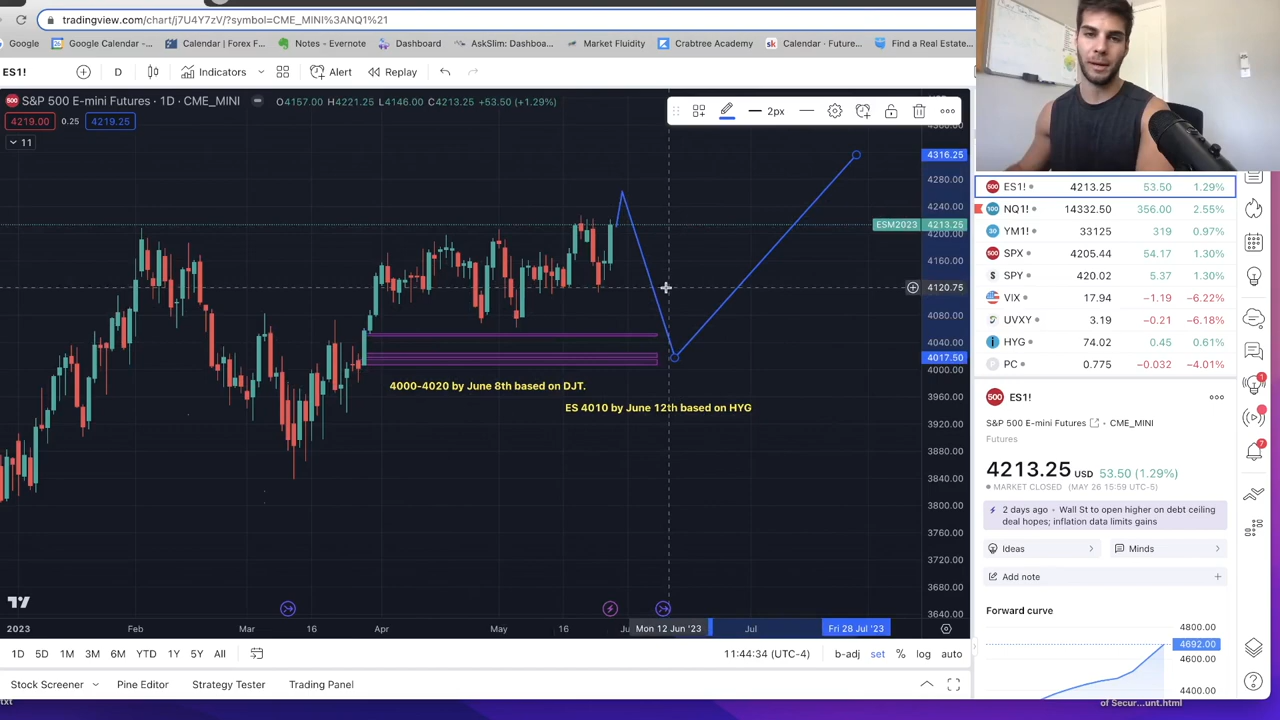 tradingview.com/chart/j7U4Y7zV/?symbol=CME_MINI%3ANQ1%21
Google
Google Calendar -...
Calendar | Forex F...
Notes - Evernote
Dashboard
AskSlim: Dashboa...
Market Fluidity
Crabtree Academy
Calendar · Future...
Find a Real Estate...
ES1!
D
Indicators
Alert
Replay
S&P 500 E-mini Futures · 1D · CME_MINI
O4157.00 H4221.25 L4146.00 C4213.25 +53.50 (+1.29%)
4219.00 0.25 4219.25
11
2px
4316.25
4280.00
4240.00
ESM2023 4213.25
4200.00
4160.00
4120.75
4080.00
4040.00
4017.50
4000.00
3960.00
3920.00
3880.00
3840.00
3800.00
3760.00
3720.00
3680.00
3640.00
4000-4020 by June 8th based on DJT.
ES 4010 by June 12th based on HYG
2023 Feb Mar 16 Apr May 16 Mon 12 Jun '23 Jul Fri 28 Jul '23
1D 5D 1M 3M 6M YTD 1Y 5Y All
11:44:34 (UTC-4) b-adj set % log auto
Stock Screener
Pine Editor
Strategy Tester
Trading Panel
ES1! 4213.25 53.50 1.29%
NQ1! 14332.50 356.00 2.55%
YM1! 33125 319 0.97%
SPX 4205.44 54.17 1.30%
SPY 420.02 5.37 1.30%
VIX 17.94 −1.19 −6.22%
UVXY 3.19 −0.21 −6.18%
HYG 74.02 0.45 0.61%
PC 0.775 −0.032 −4.01%
500 ES1!
S&P 500 E-mini Futures CME_MINI
Futures
4213.25 USD 53.50 (1.29%)
MARKET CLOSED (MAY 26 15:59 UTC-5)
2 days ago · Wall St to open higher on debt ceiling
deal hopes; inflation data limits gains
Ideas
Minds
Add note
Forward curve
4800.00
4692.00
4600.00
4400.00
1
7
txt
of Secur...unt.html